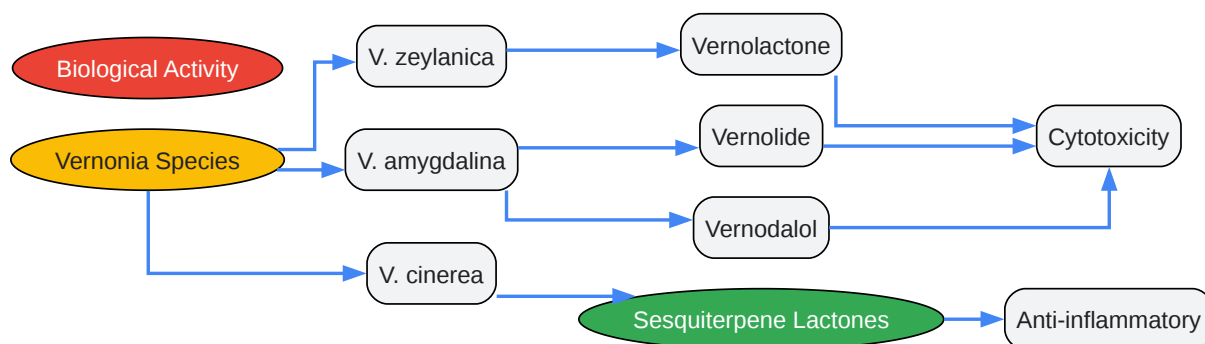 Biological Activity
Vernonia Species
V. zeylanica
V. amygdalina
V. cinerea
Vernolactone
Vernolide
Vernodalol
Sesquiterpene Lactones
Cytotoxicity
Anti-inflammatory